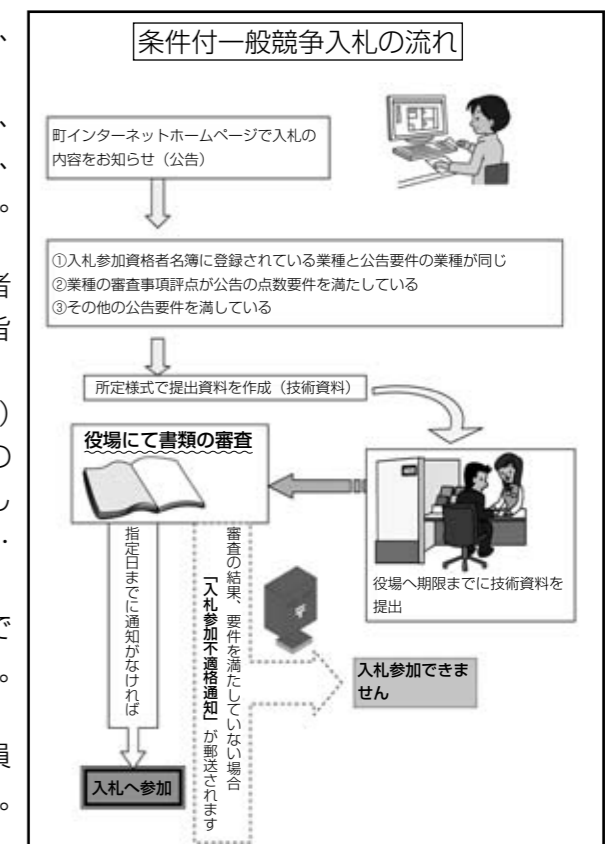 条件付一般競争入札の流れ
町インターネットホームページで入札の
内容をお知らせ（公告）
①入札参加資格者名簿に登録されている業種と公告要件の業種が同じ
②業種の審査事項評点が公告の点数要件を満たしている
③その他の公告要件を満している
所定様式で提出資料を作成（技術資料）
役場にて書類の審査
役場へ期限までに技術資料を
提出
審査の結果、要件を満たしていない場合
「入札参加不適格通知」が郵送されます
指定日までに通知がなければ
入札参加できま
せん
入札へ参加
、
、
、
。
者
指
）
の
し
で
。
員
。